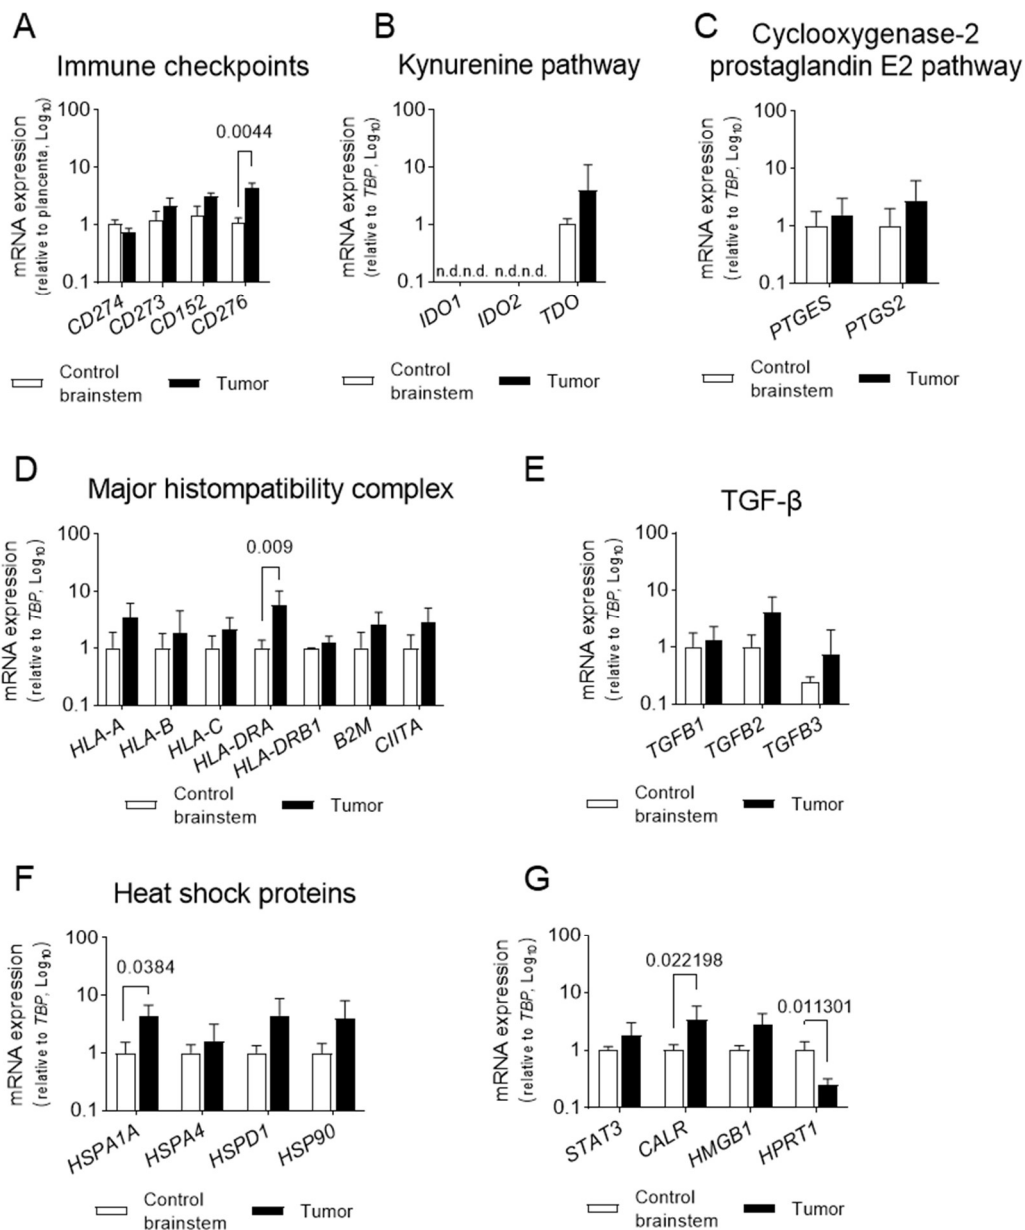 A
Immune checkpoints
mRNA expression
(relative to plancenta, Log10)
100
10
1
0.1
0.0044
CD274
CD273
CD152
CD276
Control
brainstem
Tumor
B
Kynurenine pathway
mRNA expression
(relative to TBP, Log10)
100
10
1
0.1
n.d.n.d. n.d.n.d.
IDO1
IDO2
TDO
Control
brainstem
Tumor
C
Cyclooxygenase-2
prostaglandin E2 pathway
mRNA expression
(relative to TBP, Log10)
100
10
1
0.1
PTGES
PTGS2
Control
brainstem
Tumor
D
Major histompatibility complex
mRNA expression
(relative to TBP, Log10)
100
10
1
0.1
0.009
HLA-A
HLA-B
HLA-C
HLA-DRA
HLA-DRB1
B2M
CIITA
Control
brainstem
Tumor
E
TGF-β
mRNA expression
(relative to TBP, Log10)
100
10
1
0.1
TGFB1
TGFB2
TGFB3
Control
brainstem
Tumor
F
Heat shock proteins
mRNA expression
(relative to TBP, Log10)
100
10
1
0.1
0.0384
HSPA1A
HSPA4
HSPD1
HSP90
Control
brainstem
Tumor
G
mRNA expression
(relative to TBP, Log10)
100
10
1
0.1
0.022198
0.011301
STAT3
CALR
HMGB1
HPRT1
Control
brainstem
Tumor